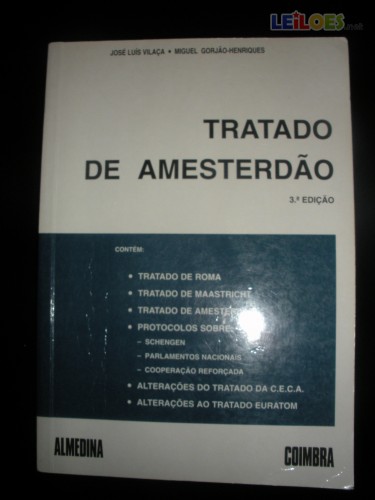 LEiLOES.net
JOSÉ LUÍS VILAÇA • MIGUEL GORJÃO-HENRIQUES
TRATADO
DE AMESTERDÃO
3.ª EDIÇÃO
CONTÉM:
• TRATADO DE ROMA
• TRATADO DE MAASTRICHT
• TRATADO DE
• PROTOCOLOS SOBRE:
– SCHENGEN
– PARLAMENTOS NACIONAIS
– COOPERAÇÃO REFORÇADA
• ALTERAÇÕES DO TRATADO DA C.E.C.A.
• ALTERAÇÕES AO TRATADO EURATOM
ALMEDINA
COIMBRA